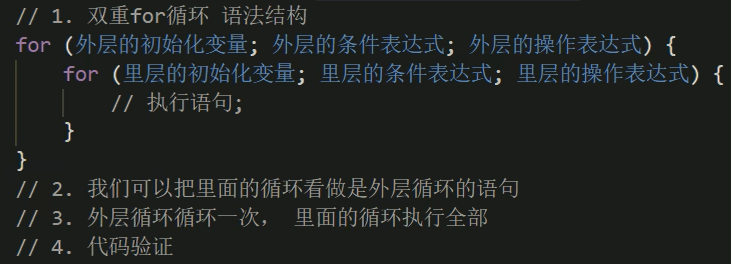 // 1. 双重for循环 语法结构
for (外层的初始化变量; 外层的条件表达式; 外层的操作表达式) {
    for (里层的初始化变量; 里层的条件表达式; 里层的操作表达式) {
        // 执行语句;
    }
}
// 2. 我们可以把里面的循环看做是外层循环的语句
// 3. 外层循环循环一次， 里面的循环执行全部
// 4. 代码验证